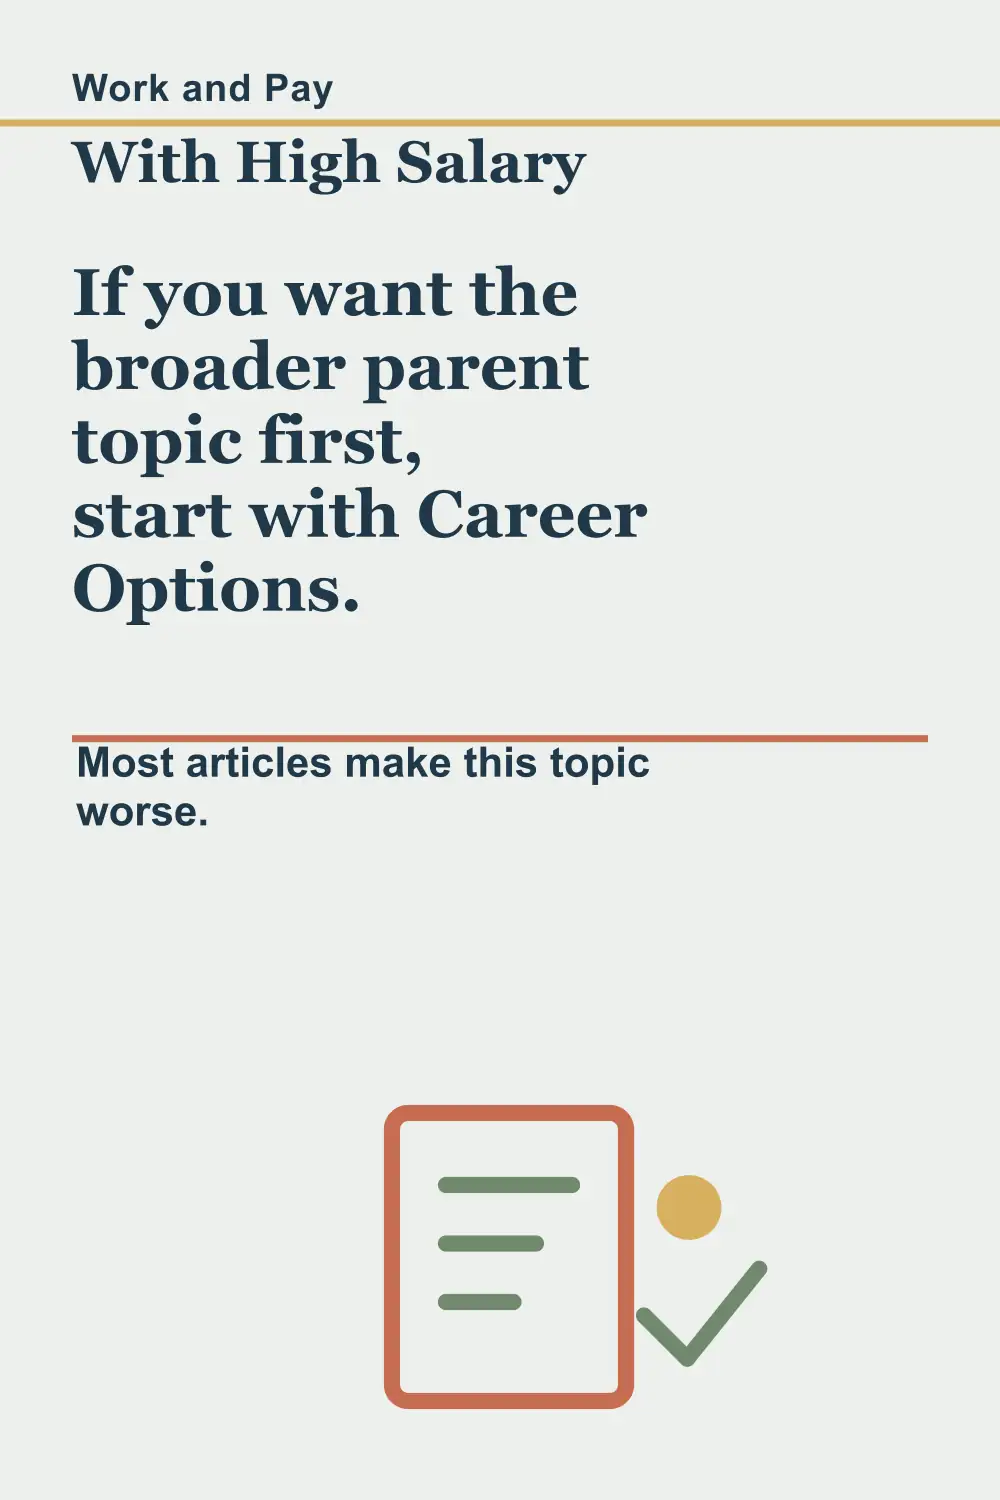 Work and Pay
With High Salary
If you want the
broader parent
topic first,
start with Career
Options.
Most articles make this topic
worse.